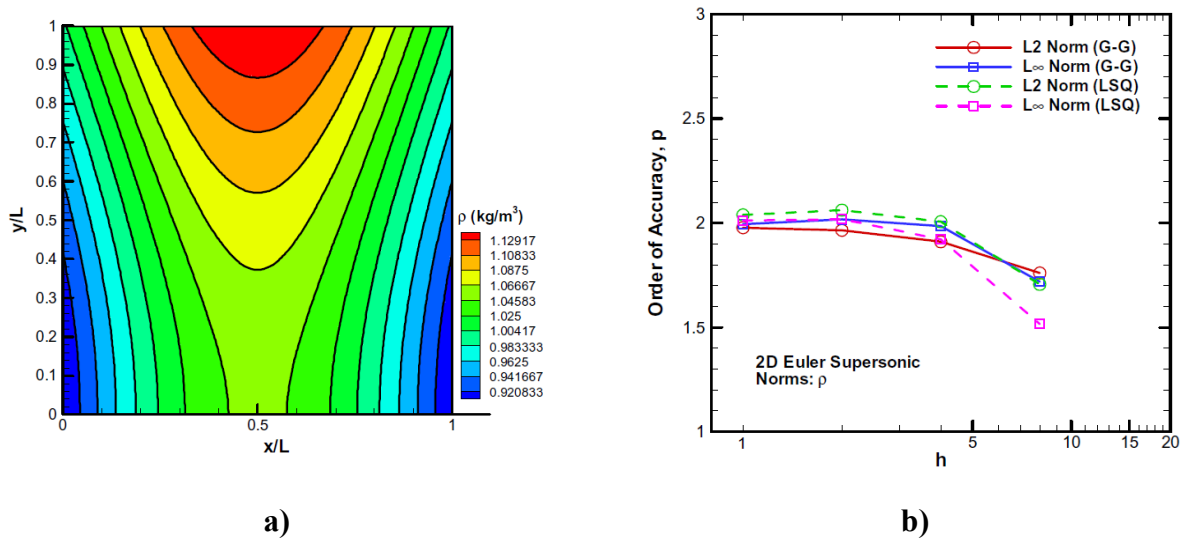 1
0.9
0.8
0.7
0.6
0.5
0.4
0.3
0.2
0.1
0
y/L
0
0.5
1
x/L
ρ (kg/m³)
1.12917
1.10833
1.0875
1.06667
1.04583
1.025
1.00417
0.983333
0.9625
0.941667
0.920833
a)
3
2.5
2
1.5
1
Order of Accuracy, p
L2 Norm (G-G)
L∞ Norm (G-G)
L2 Norm (LSQ)
L∞ Norm (LSQ)
2D Euler Supersonic
Norms: ρ
1
5
10
15
20
h
b)